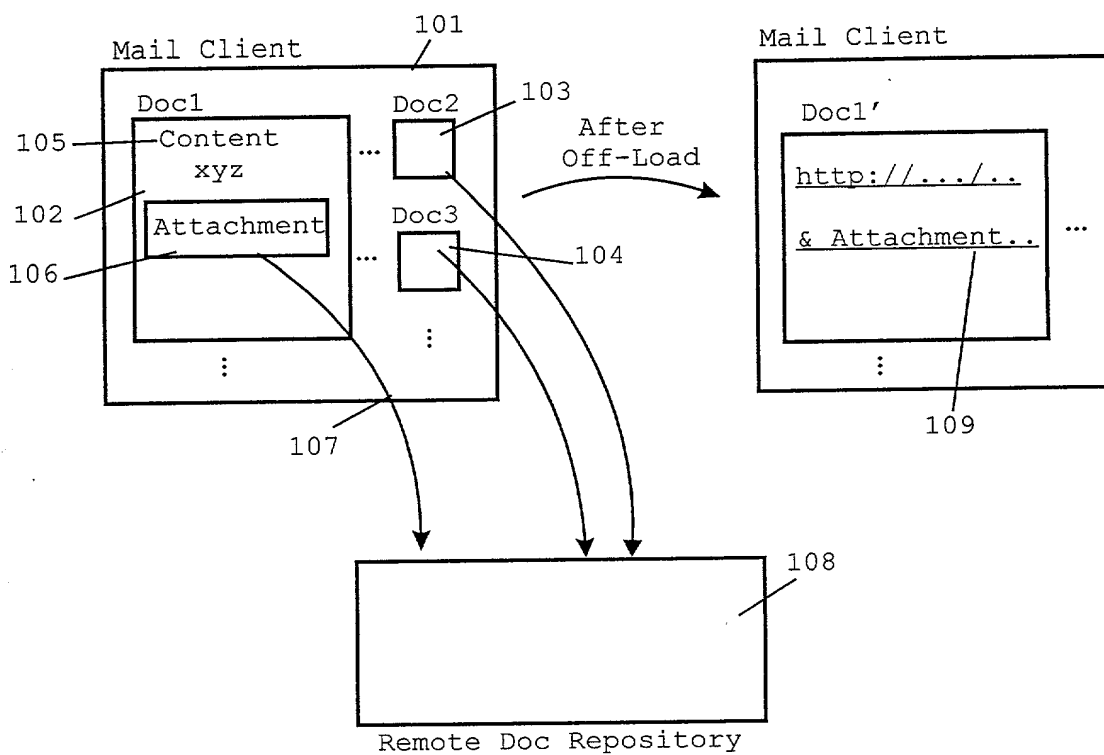 101
Mail Client
Doc1
105
Content
xyz
102
Attachment
106
...
Doc2
103
...
Doc3
104
...
...
107
After
Off-Load
Mail Client
Doc1'
http://.../..
& Attachment..
...
...
109
108
Remote Doc Repository